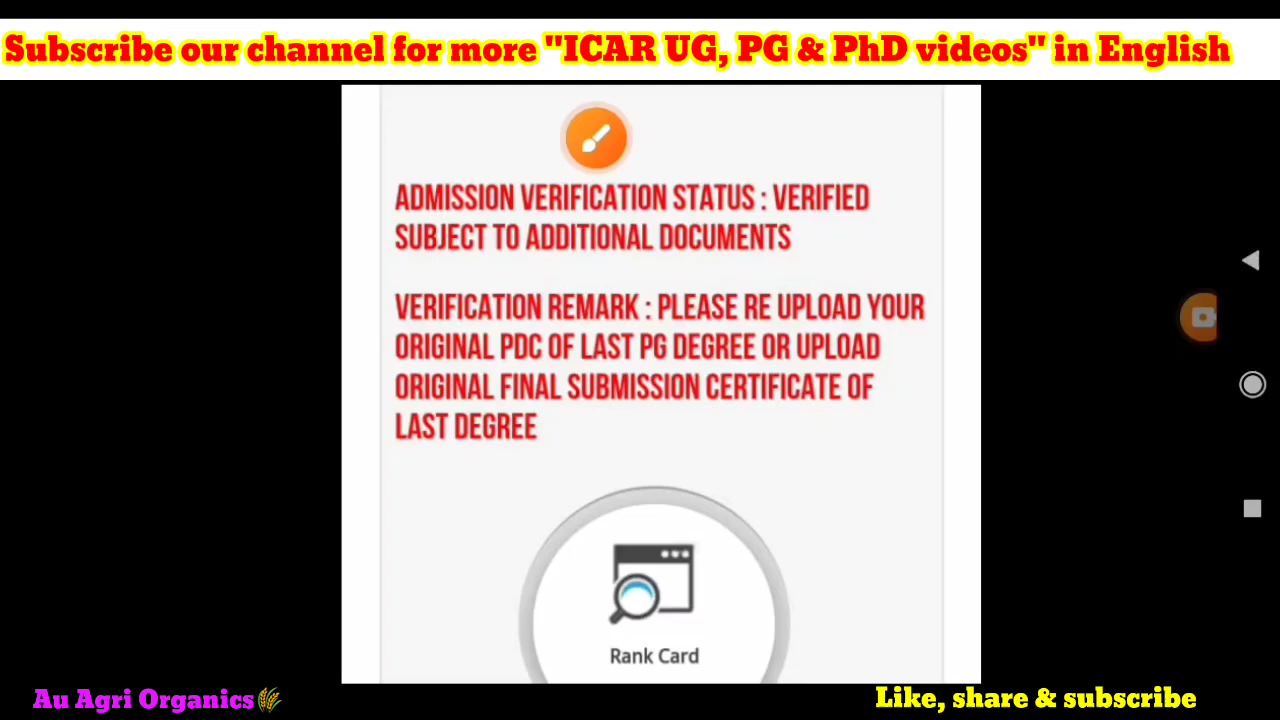 Subscribe our channel for more "ICAR UG, PG & PhD videos" in English
ADMISSION VERIFICATION STATUS : VERIFIED
SUBJECT TO ADDITIONAL DOCUMENTS
VERIFICATION REMARK : PLEASE RE UPLOAD YOUR
ORIGINAL PDC OF LAST PG DEGREE OR UPLOAD
ORIGINAL FINAL SUBMISSION CERTIFICATE OF
LAST DEGREE
Rank Card
Au Agri Organics🌾
Like, share & subscribe